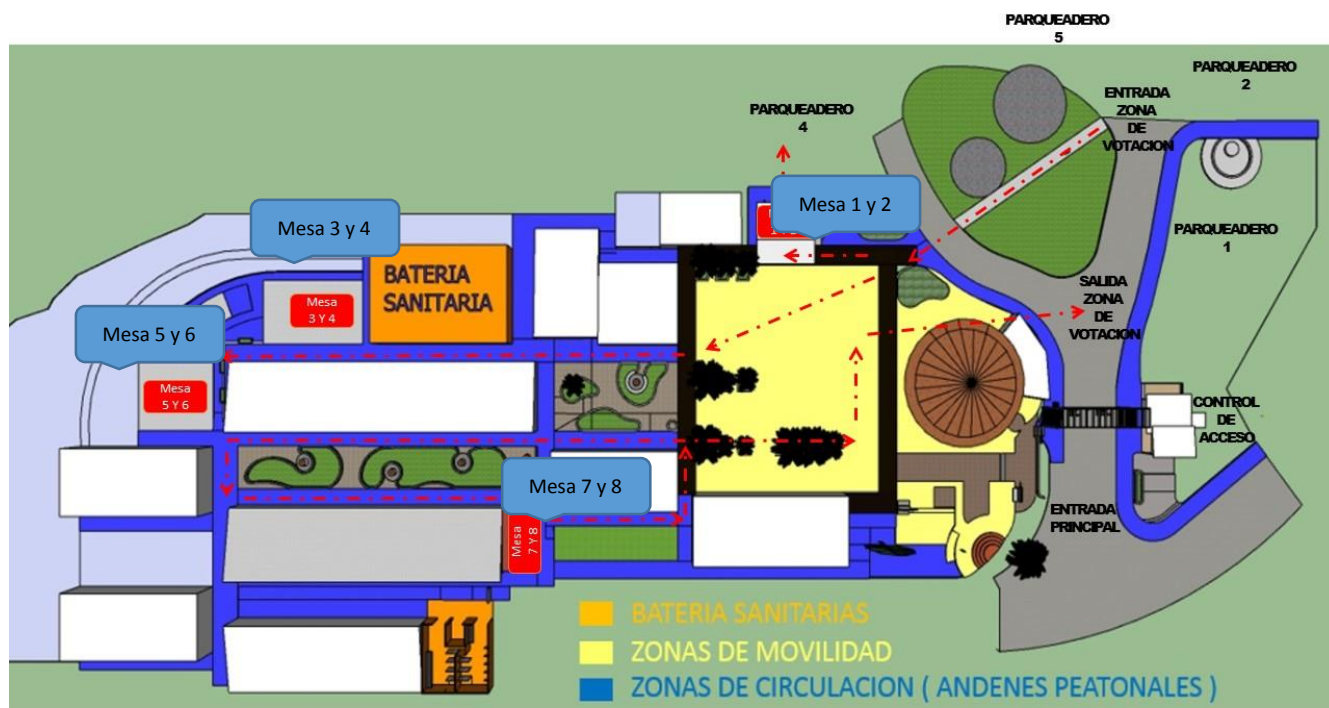 PARQUEADERO
5
PARQUEADERO
2
ENTRADA
ZONA
DE
VOTACION
PARQUEADERO
4
Mesa 1 y 2
Mesa 3 y 4
PARQUEADERO
1
BATERIA
SANITARIA
SALIDA
ZONA
DE
VOTACION
Mesa
3 Y 4
Mesa 5 y 6
Mesa
5 Y 6
CONTROL
DE
ACCESO
Mesa 7 y 8
Mesa
7 Y 8
ENTRADA
PRINCIPAL
BATERIA SANITARIAS
ZONAS DE MOVILIDAD
ZONAS DE CIRCULACION ( ANDENES PEATONALES )